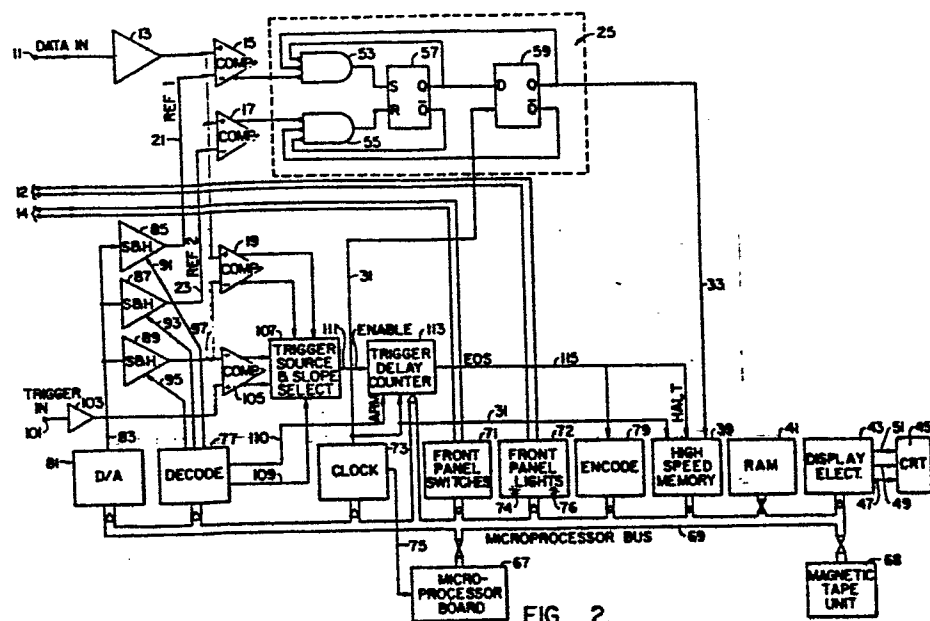 11 DATA IN 13 15 COMP. 53 57 59 25
S Q D Q
REF 1 17 R Q̅ Q̅
21 COMP. 55
12
14
85 S&H 91 REF 2 19 COMP. 31 33
87 S&H 93 23
89 S&H 95 97 107 111 ENABLE 113
TRIGGER SOURCE & SLOPE SELECT
TRIGGER DELAY COUNTER
EOS 115 HALT
COMP. 105
TRIGGER IN 101 103
ARM 31
83 77 110 109 73 71 72 79 39 41 43 51 45
81 D/A
DECODE
CLOCK
FRONT PANEL SWITCHES
FRONT PANEL LIGHTS
74 76
ENCODE
HIGH SPEED MEMORY
RAM
DISPLAY ELECT.
47 49
CRT
MICROPROCESSOR BUS 69
75 67 68
MICRO-
PROCESSOR
BOARD
MAGNETIC
TAPE
UNIT
FIG. 2